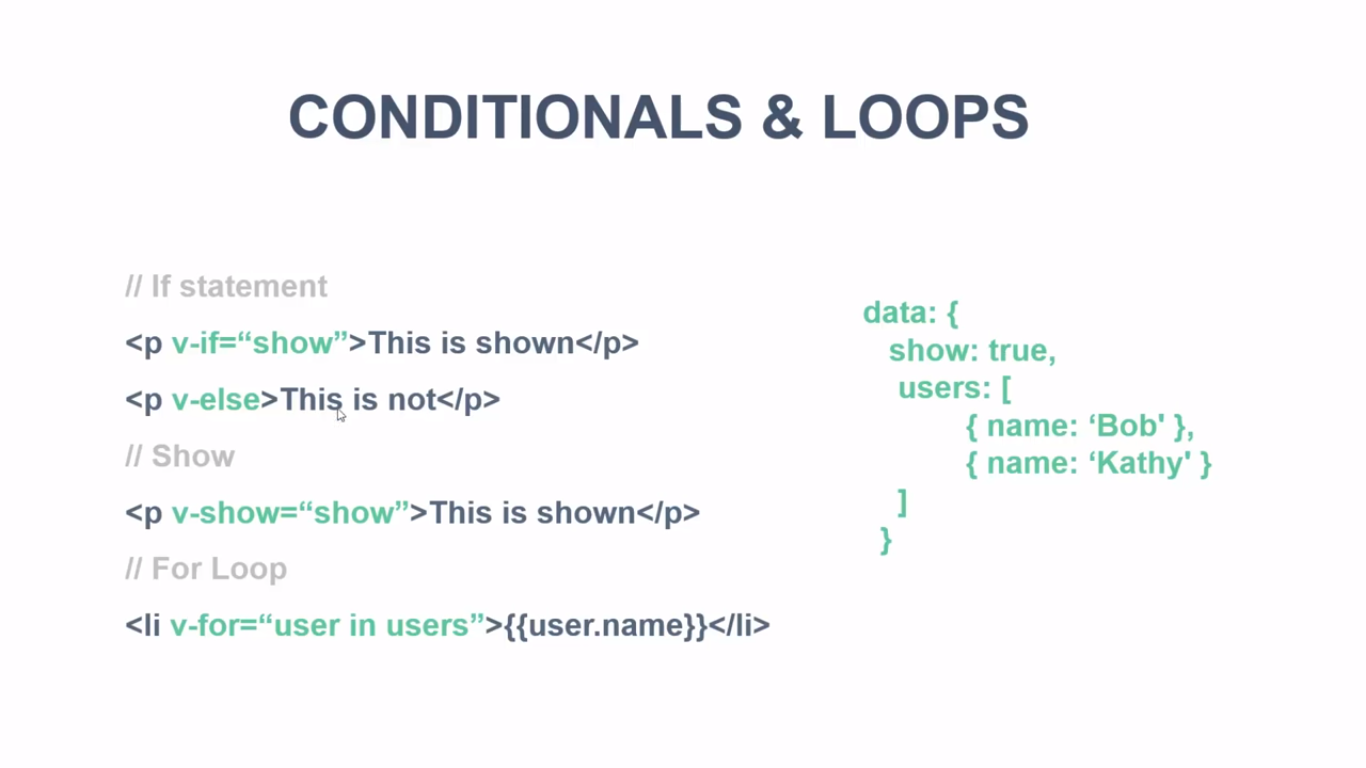 CONDITIONALS & LOOPS
// If statement
<p v-if=“show”>This is shown</p>
<p v-else>This is not</p>
// Show
<p v-show=“show”>This is shown</p>
// For Loop
<li v-for=“user in users”>{{user.name}}</li>
data: {
show: true,
users: [
{ name: ‘Bob' },
{ name: ‘Kathy' }
]
}